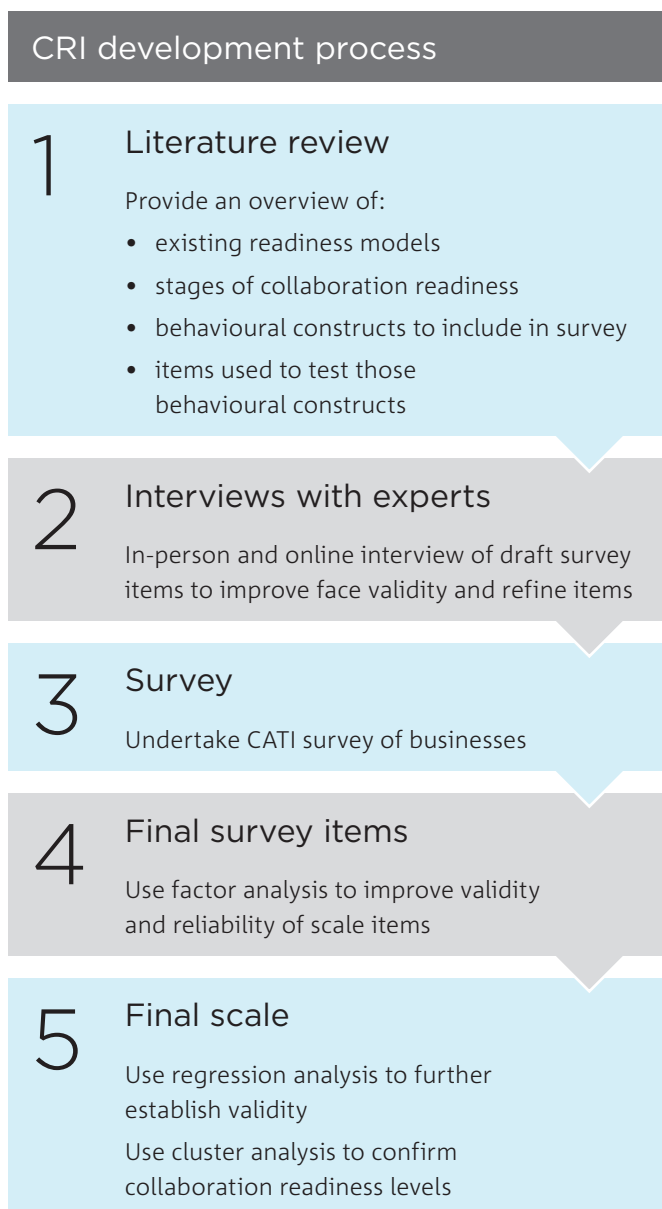 CRI development process
1
Literature review
Provide an overview of:
• existing readiness models
• stages of collaboration readiness
• behavioural constructs to include in survey
• items used to test those
behavioural constructs
2
Interviews with experts
In-person and online interview of draft survey
items to improve face validity and refine items
3
Survey
Undertake CATI survey of businesses
4
Final survey items
Use factor analysis to improve validity
and reliability of scale items
5
Final scale
Use regression analysis to further
establish validity
Use cluster analysis to confirm
collaboration readiness levels